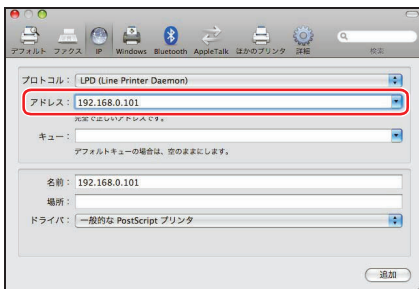 デフォルト ファクス IP Windows Bluetooth AppleTalk ほかのプリンタ 詳細 検索
プロトコル： LPD (Line Printer Daemon)
アドレス： 192.168.0.101
完全で正しいアドレスです。
キュー：
デフォルトキューの場合は、空のままにします。
名前： 192.168.0.101
場所：
ドライバ： 一般的な PostScript プリンタ
追加